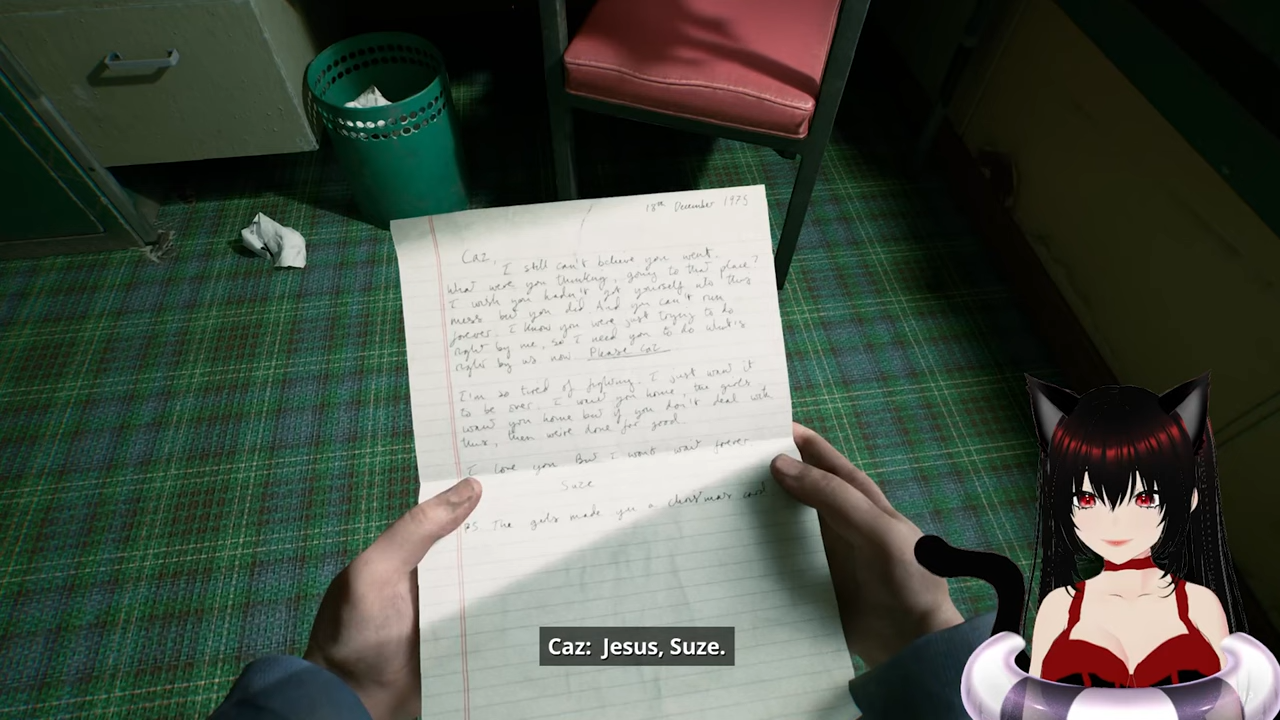 18th December 1975
Caz,
I still can't believe you went.
What were you thinking, going to that place?
I wish you hadn't got yourself into this
mess but you did. And you can't run
forever. I know you were just trying to do
right by me, so I need you to do what's
right by us now. Please Caz
I'm so tired of fighting. I just want it
to be over. I want you home, the girls
want you home but if you don't deal with
this, then we're done for good.
I love you But I won't wait forever
Suze
P.S. The girls made you a christmas card
Caz: Jesus, Suze.